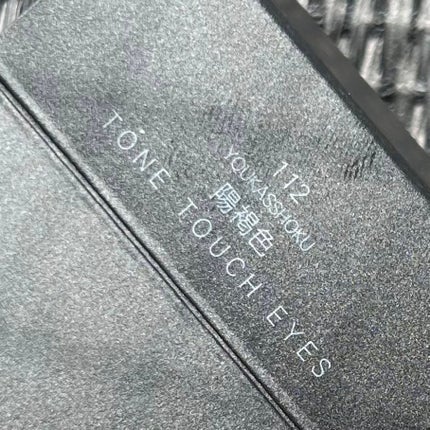 112
YOUKASSHOKU
陽褐色
TONE TOUCH EYES